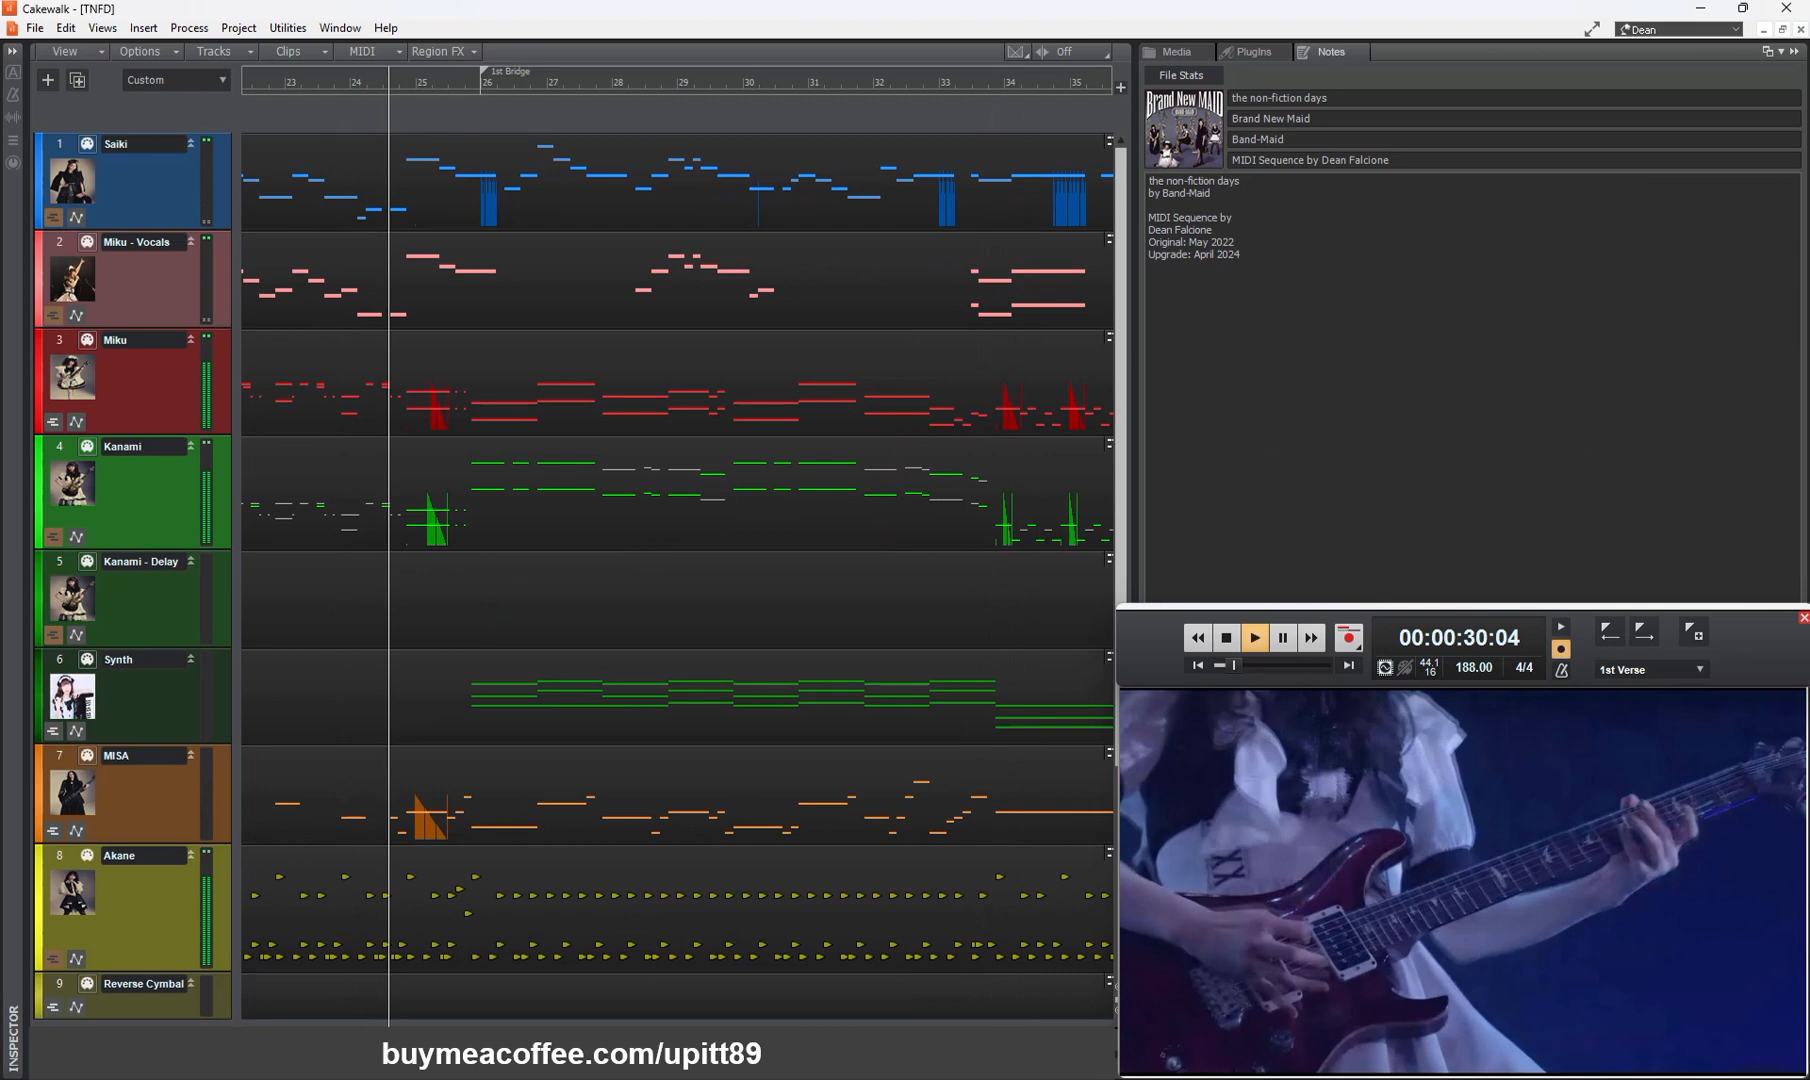 Cakewalk - [TNFD]
File Edit Views Insert Process Project Utilities Window Help
Dean
View Options Tracks Clips MIDI Region FX Off
Media PlugIns Notes
Custom
1st Bridge
23 24 25 26 27 28 29 30 31 32 33 34 35
File Stats
Brand New MAID
BAND-MAID
the non-fiction days
Brand New Maid
Band-Maid
MIDI Sequence by Dean Falcione
the non-fiction days
by Band-Maid
MIDI Sequence by
Dean Falcione
Original: May 2022
Upgrade: April 2024
1 Saiki
2 Miku - Vocals
3 Miku
4 Kanami
5 Kanami - Delay
6 Synth
7 MISA
8 Akane
9 Reverse Cymbal
00:00:30:04
44.1
16
188.00 4/4
1st Verse
INSPECTOR
buymeacoffee.com/upitt89